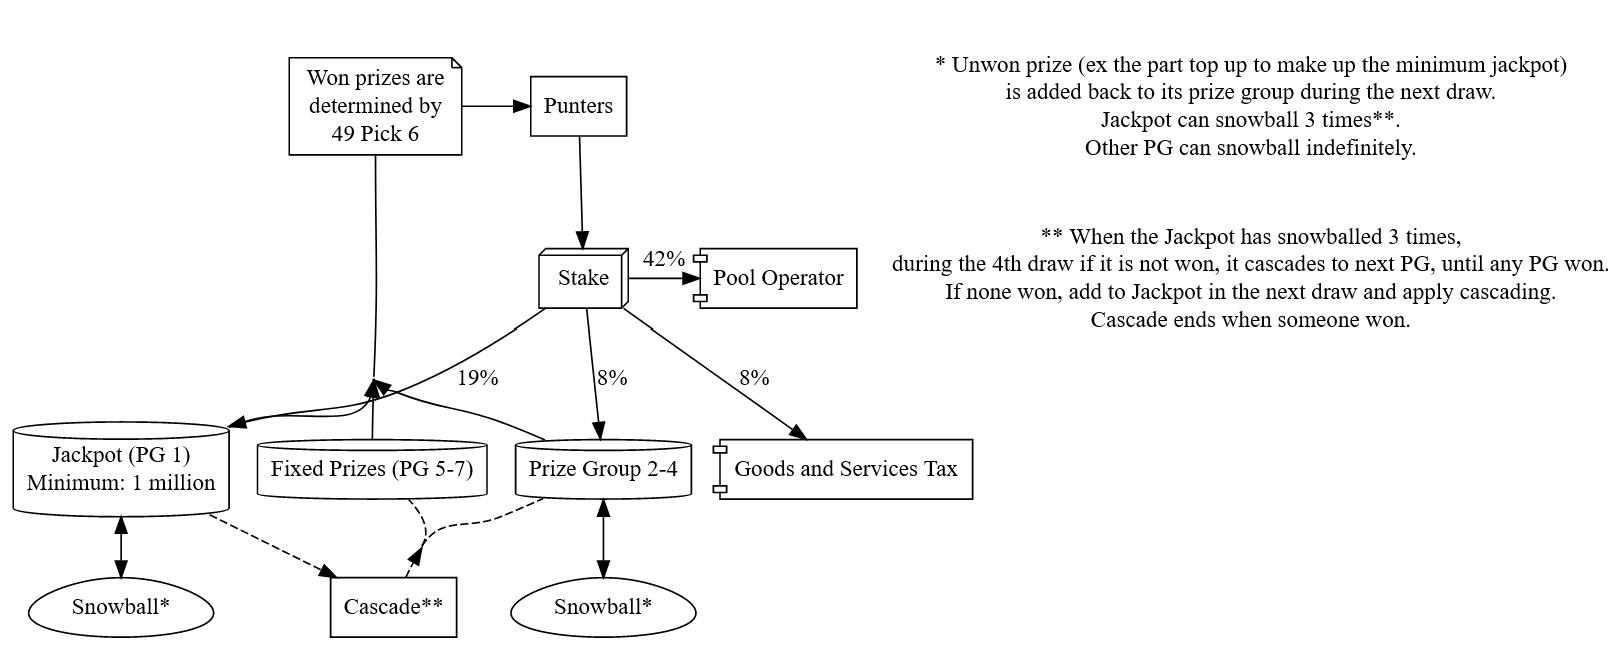 Won prizes are
determined by
49 Pick 6
Punters
* Unwon prize (ex the part top up to make up the minimum jackpot)
is added back to its prize group during the next draw.
Jackpot can snowball 3 times**.
Other PG can snowball indefinitely.
Stake
42%
Pool Operator
** When the Jackpot has snowballed 3 times,
during the 4th draw if it is not won, it cascades to next PG, until any PG won.
If none won, add to Jackpot in the next draw and apply cascading.
Cascade ends when someone won.
19%
8%
8%
Jackpot (PG 1)
Minimum: 1 million
Fixed Prizes (PG 5-7)
Prize Group 2-4
Goods and Services Tax
Snowball*
Cascade**
Snowball*